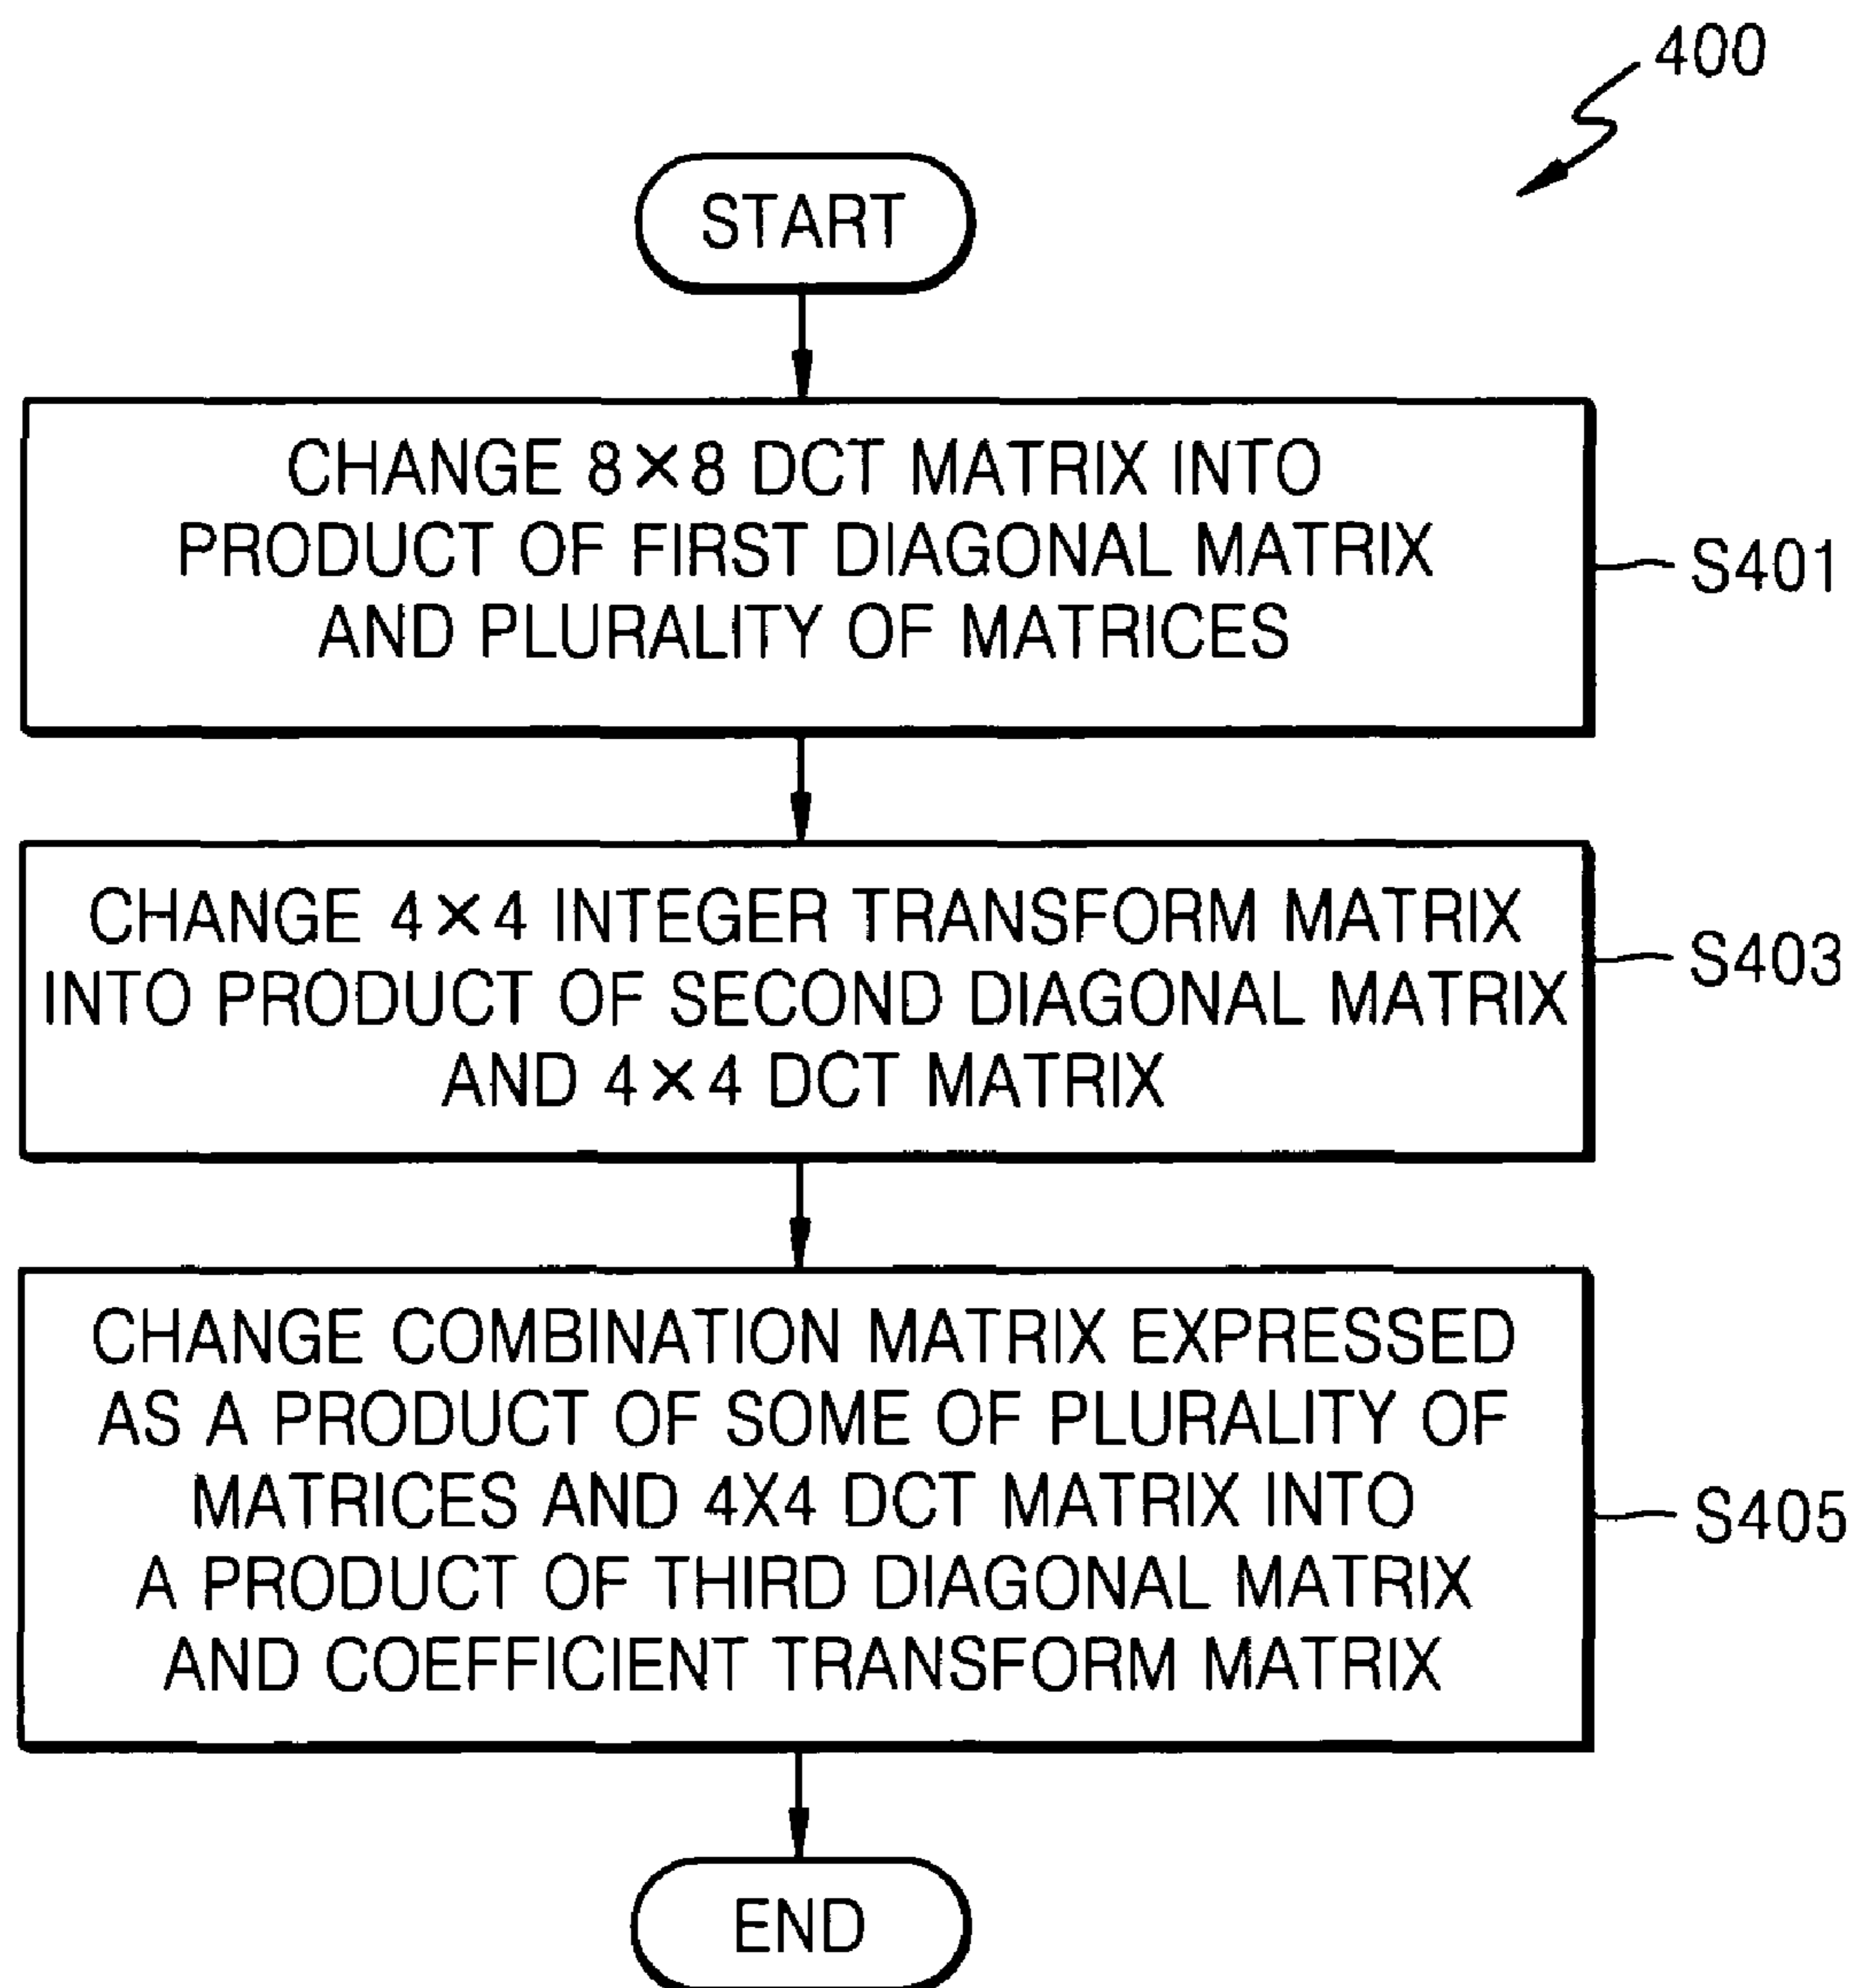 400
START
CHANGE 8×8 DCT MATRIX INTO
PRODUCT OF FIRST DIAGONAL MATRIX
AND PLURALITY OF MATRICES
S401
CHANGE 4×4 INTEGER TRANSFORM MATRIX
INTO PRODUCT OF SECOND DIAGONAL MATRIX
AND 4×4 DCT MATRIX
S403
CHANGE COMBINATION MATRIX EXPRESSED
AS A PRODUCT OF SOME OF PLURALITY OF
MATRICES AND 4X4 DCT MATRIX INTO
A PRODUCT OF THIRD DIAGONAL MATRIX
AND COEFFICIENT TRANSFORM MATRIX
S405
END